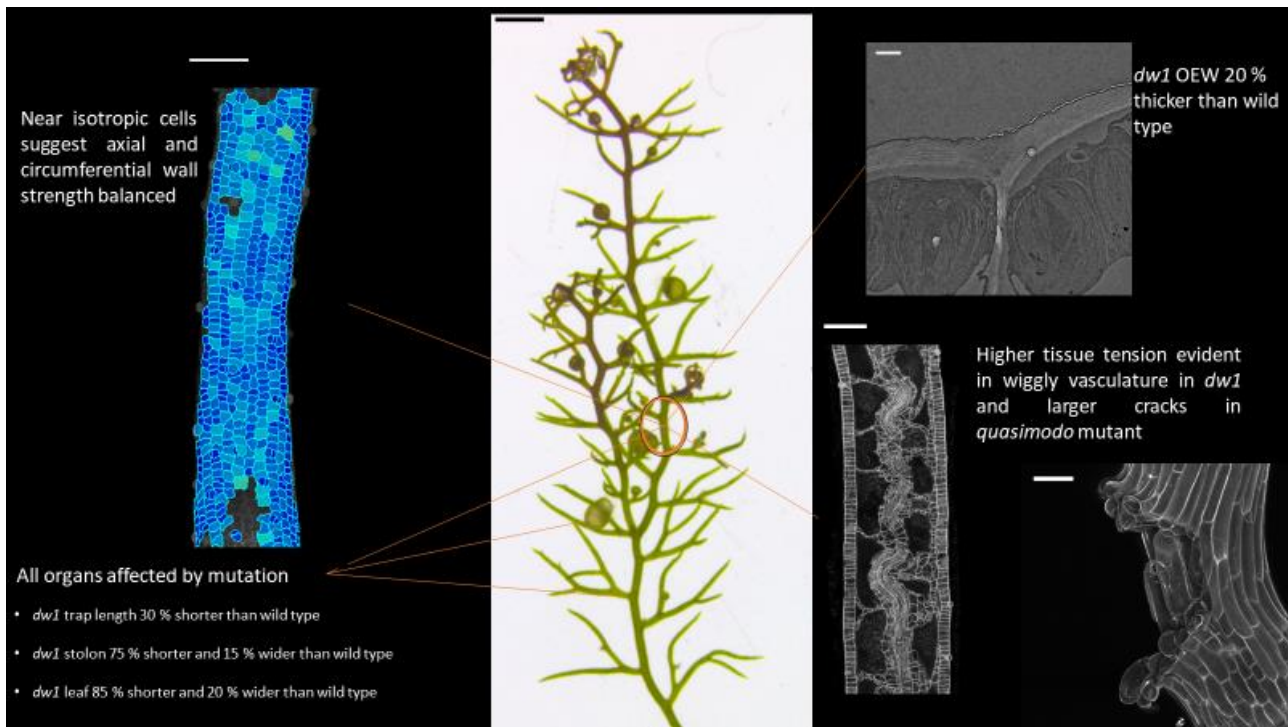 Near isotropic cells
suggest axial and
circumferential wall
strength balanced
All organs affected by mutation
• dw1 trap length 30 % shorter than wild type
• dw1 stolon 75 % shorter and 15 % wider than wild type
• dw1 leaf 85 % shorter and 20 % wider than wild type
dw1 OEW 20 %
thicker than wild
type
Higher tissue tension evident
in wiggly vasculature in dw1
and larger cracks in
quasimodo mutant